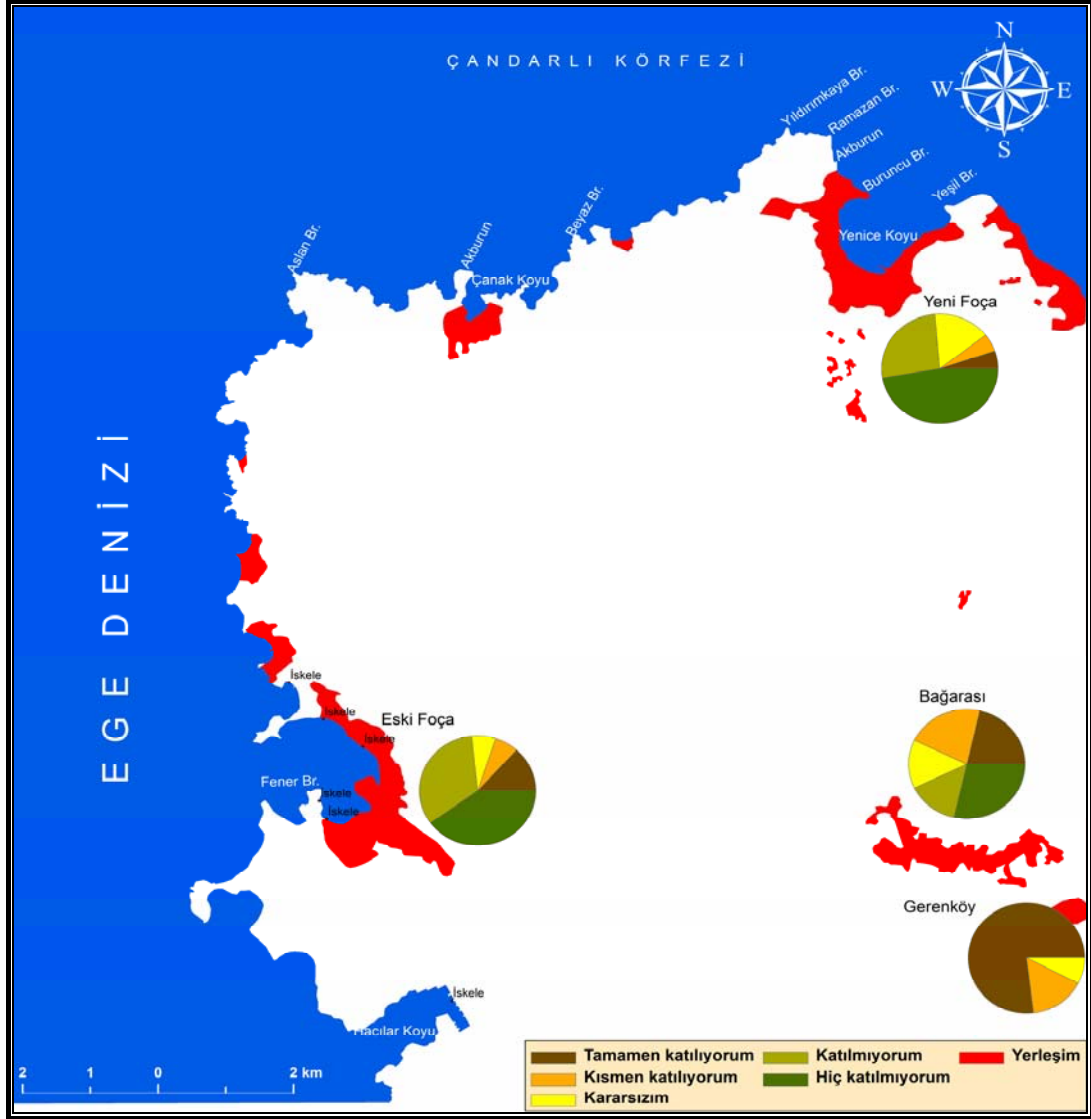 ÇANDARLI KÖRFEZİ
N
W
E
S
Yıldırımkaya Br.
Ramazan Br.
Akburun
Buruncu Br.
Yeşil Br.
Yenice Koyu
Yeni Foça
Beyaz Br.
Akburun
Çanak Koyu
Aslan Br.
EGE DENİZİ
İskele
İskele
Eski Foça
İskele
Fener Br.
İskele
İskele
Bağarası
Gerenköy
İskele
Hacılar Koyu
2 1 0 2 km
Tamamen katılıyorum
Katılmıyorum
Yerleşim
Kısmen katılıyorum
Hiç katılmıyorum
Kararsızım